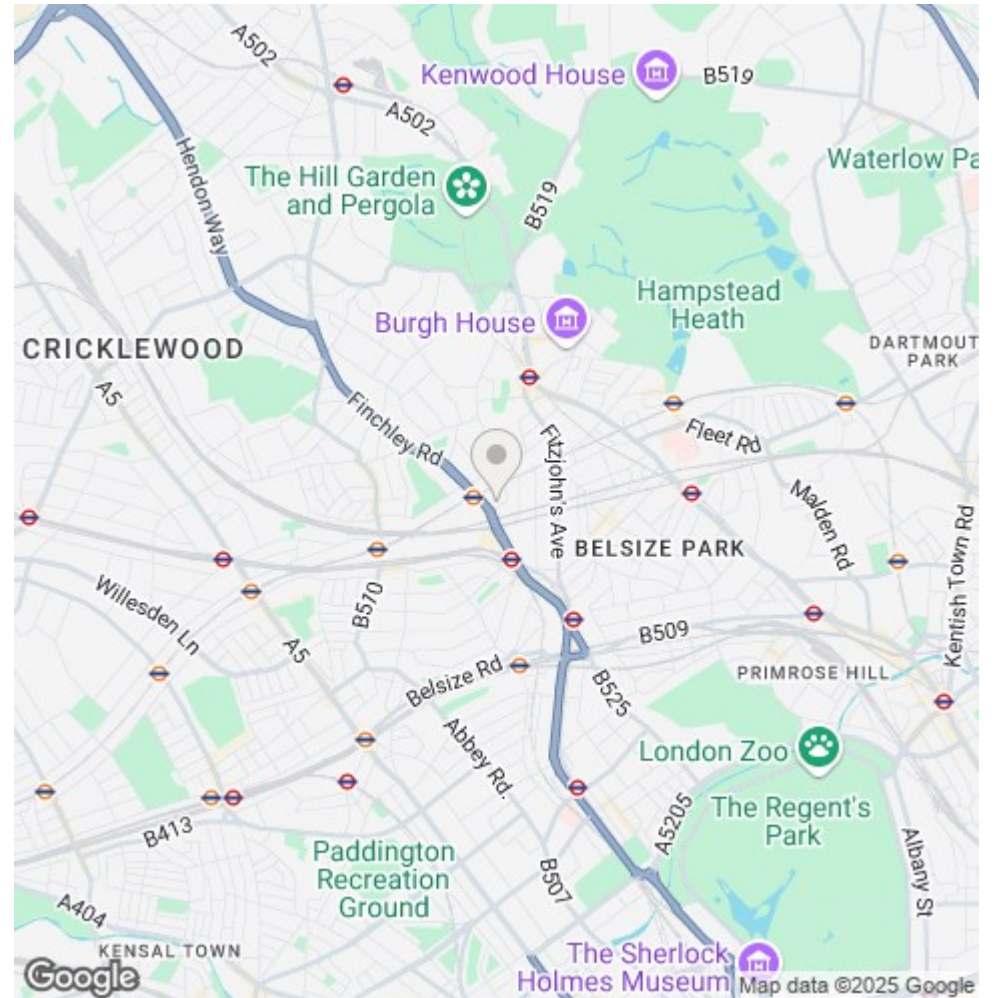 A502
Kenwood House
B519
A502
Hendon Way
The Hill Garden
and Pergola
B519
Waterlow Pa
Hampstead
Heath
Burgh House
CRICKLEWOOD
DARTMOUT
PARK
A5
Finchley Rd
Fitzjohn's Ave
Fleet Rd
Malden Rd
BELSIZE PARK
Kentish Town Rd
Willesden Ln
B510
A5
B509
Belsize Rd
B525
PRIMROSE HILL
Abbey Rd.
London Zoo
The Regent's
Park
A5205
Albany St
B413
Paddington
Recreation
Ground
B507
A404
KENSAL TOWN
The Sherlock
Holmes Museum
Google
Map data ©2025 Google